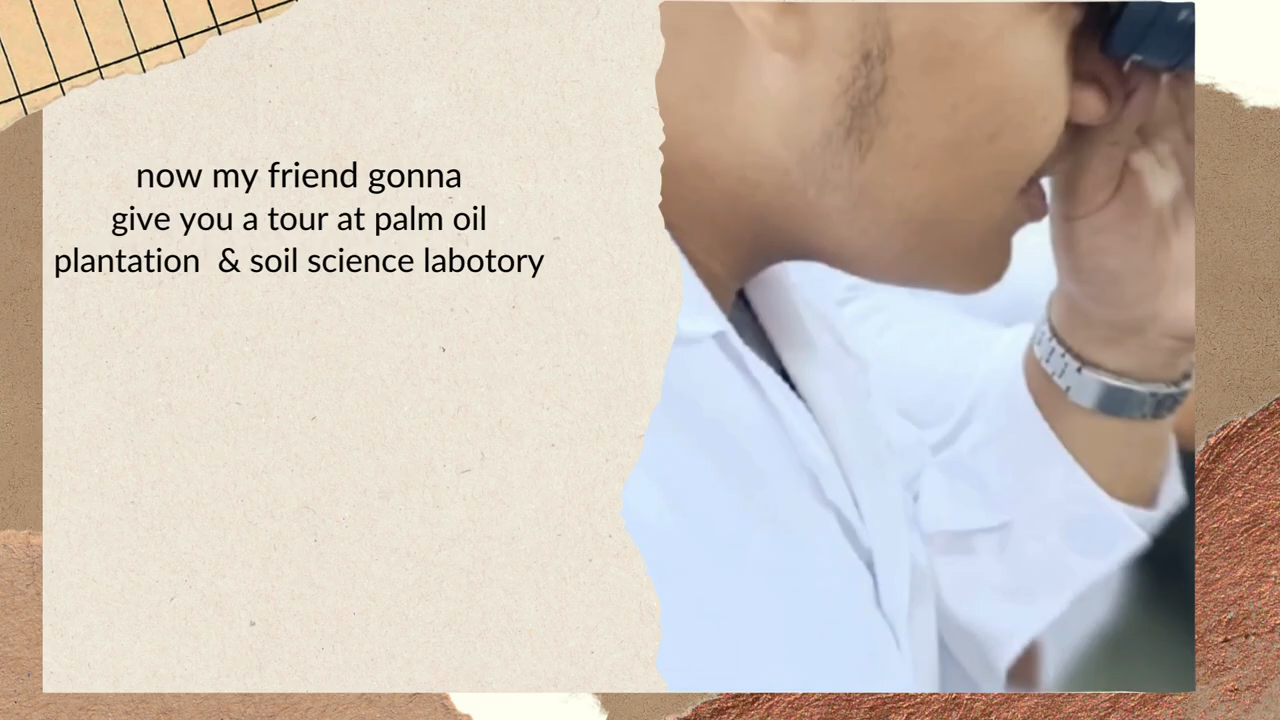 now my friend gonna
give you a tour at palm oil
plantation  & soil science labotory